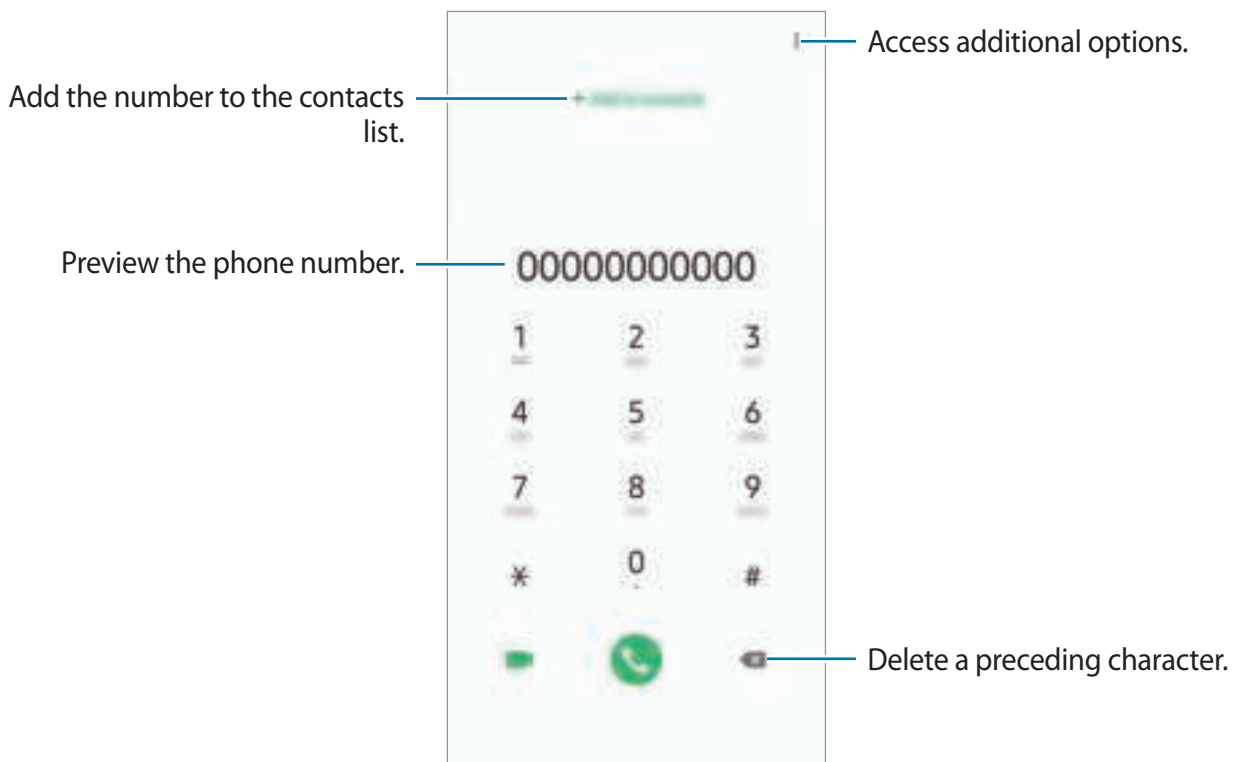 Access additional options.
Add the number to the contacts
list.
Preview the phone number.
00000000000
1 2 3
4 5 6
7 8 9
* 0 #
Delete a preceding character.